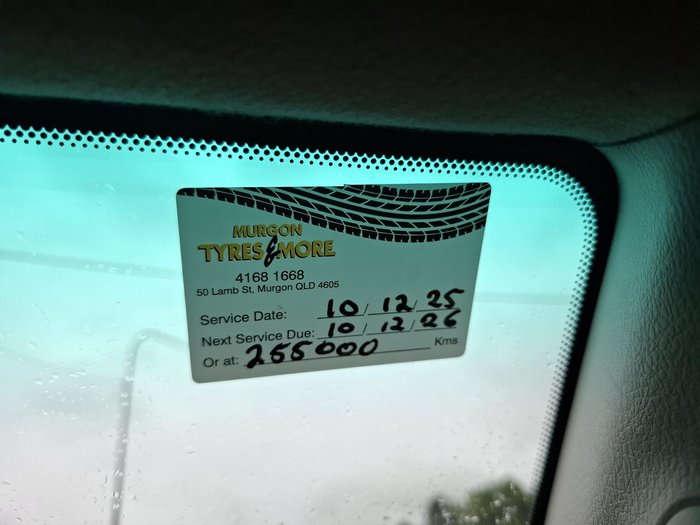 MURGON
TYRES & MORE
4168 1668
50 Lamb St, Murgon QLD 4605
Service Date: 10 / 12 / 25
Next Service Due: 10 / 12 / 26
Or at: 255000 Kms